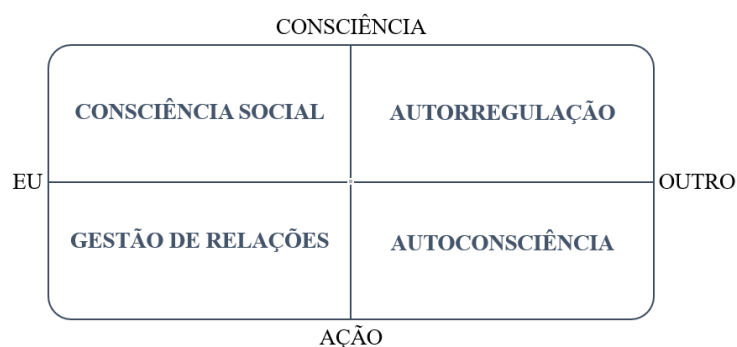 CONSCIÊNCIA
CONSCIÊNCIA SOCIAL
AUTORREGULAÇÃO
EU
OUTRO
GESTÃO DE RELAÇÕES
AUTOCONSCIÊNCIA
AÇÃO